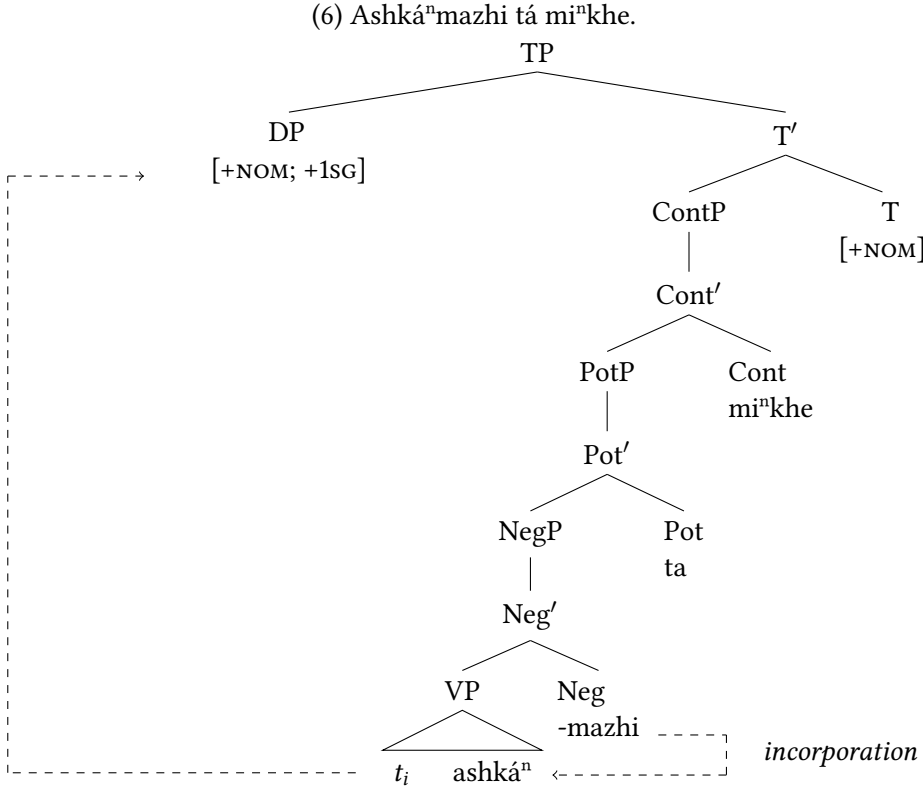 (6) Ashkáⁿmazhi tá miⁿkhe.
TP
DP T′
[+NOM; +1SG]
ContP T
[+NOM]
Cont′
PotP Cont
miⁿkhe
Pot′
NegP Pot
ta
Neg′
VP Neg
-mazhi
incorporation
tᵢ ashkáⁿ